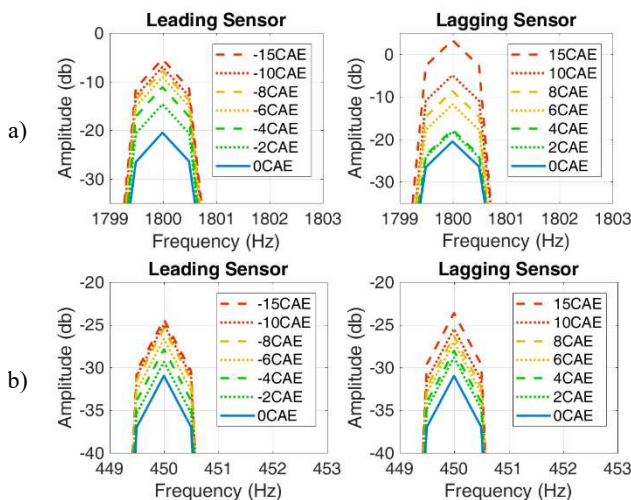 a)
Leading Sensor
Amplitude (db)
0
-10
-20
-30
-15CAE
-10CAE
-8CAE
-6CAE
-4CAE
-2CAE
0CAE
1799 1800 1801 1802 1803
Frequency (Hz)
Lagging Sensor
Amplitude (db)
0
-10
-20
-30
15CAE
10CAE
8CAE
6CAE
4CAE
2CAE
0CAE
1799 1800 1801 1802 1803
Frequency (Hz)
b)
Leading Sensor
Amplitude (db)
-20
-25
-30
-35
-40
-15CAE
-10CAE
-8CAE
-6CAE
-4CAE
-2CAE
0CAE
449 450 451 452 453
Frequency (Hz)
Lagging Sensor
Amplitude (db)
-20
-25
-30
-35
-40
15CAE
10CAE
8CAE
6CAE
4CAE
2CAE
0CAE
449 450 451 452 453
Frequency (Hz)